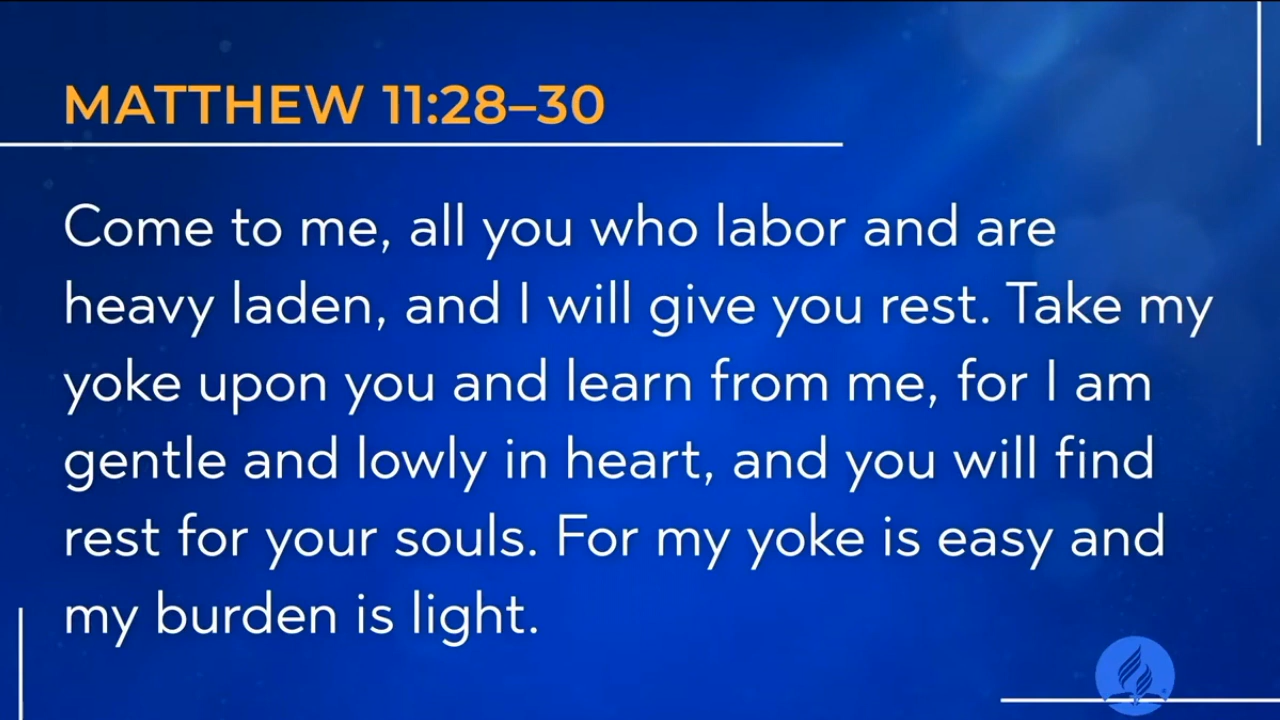 MATTHEW 11:28–30
Come to me, all you who labor and are
heavy laden, and I will give you rest. Take my
yoke upon you and learn from me, for I am
gentle and lowly in heart, and you will find
rest for your souls. For my yoke is easy and
my burden is light.